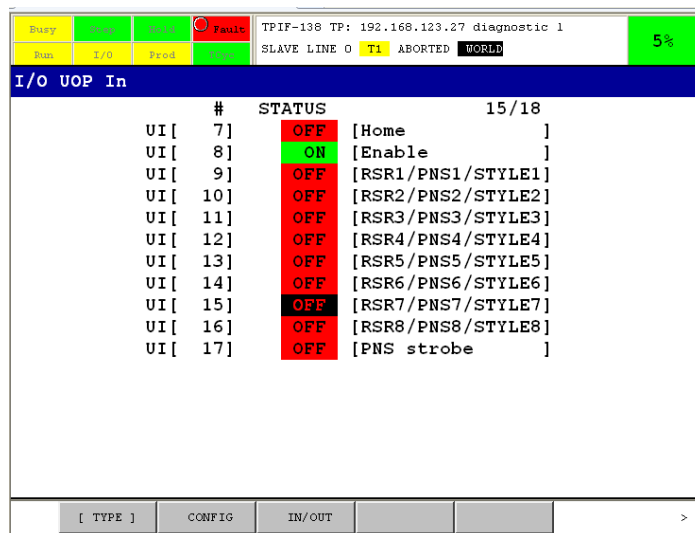 Busy Step Hold Fault TPIF-138 TP: 192.168.123.27 diagnostic l
Run I/O Prod TCyc SLAVE LINE 0 T1 ABORTED WORLD 5%
I/O UOP In
# STATUS 15/18
UI[ 7] OFF [Home ]
UI[ 8] ON [Enable ]
UI[ 9] OFF [RSR1/PNS1/STYLE1]
UI[ 10] OFF [RSR2/PNS2/STYLE2]
UI[ 11] OFF [RSR3/PNS3/STYLE3]
UI[ 12] OFF [RSR4/PNS4/STYLE4]
UI[ 13] OFF [RSR5/PNS5/STYLE5]
UI[ 14] OFF [RSR6/PNS6/STYLE6]
UI[ 15] OFF [RSR7/PNS7/STYLE7]
UI[ 16] OFF [RSR8/PNS8/STYLE8]
UI[ 17] OFF [PNS strobe ]
[ TYPE ] CONFIG IN/OUT >